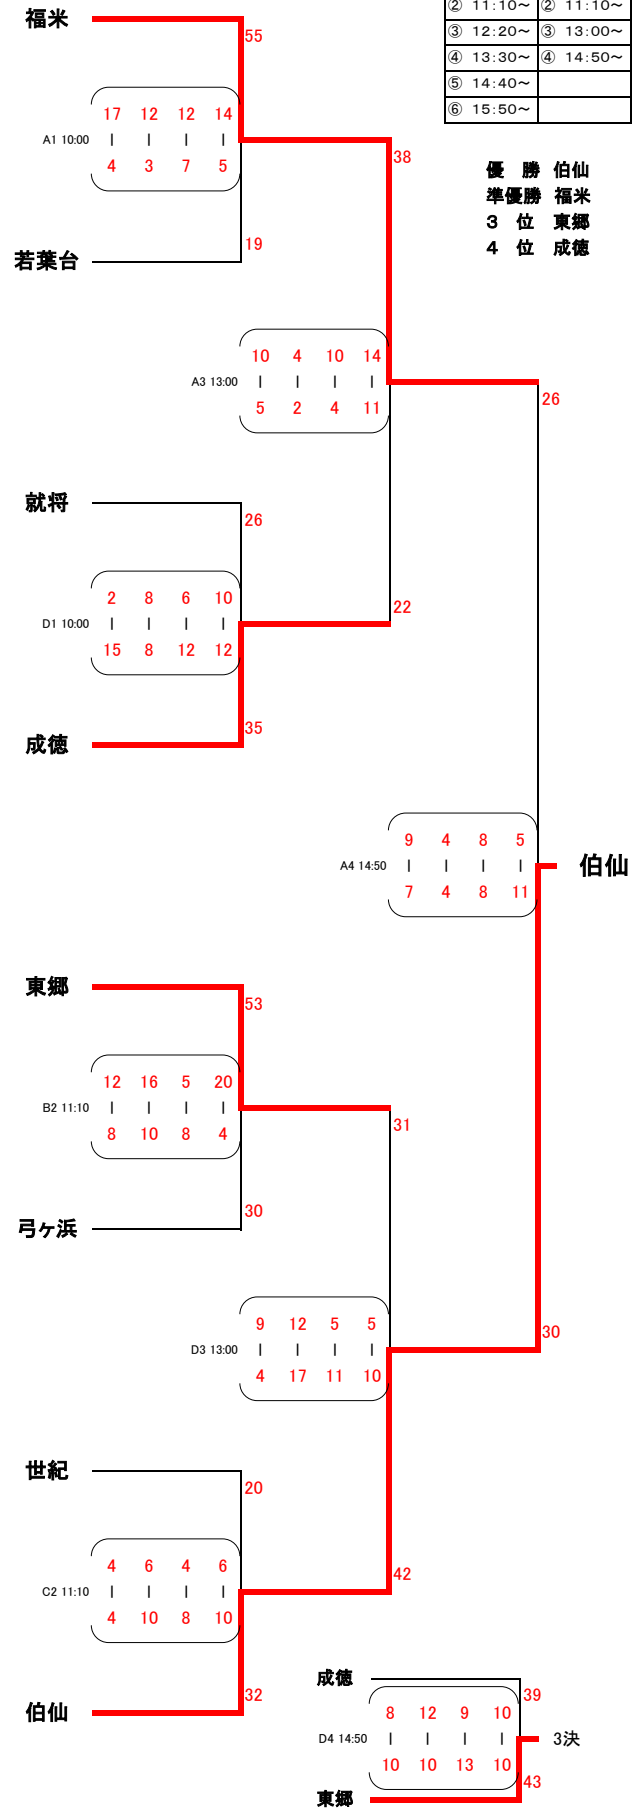 ② 11:10～ ② 11:10～
③ 12:20～ ③ 13:00～
④ 13:30～ ④ 14:50～
⑤ 14:40～
⑥ 15:50～
優　勝 伯仙
準優勝 福米
３　位 東郷
４　位 成徳
福米
55
17 12 12 14
A1 10:00 | | | |
4 3 7 5
38
19
若葉台
10 4 10 14
A3 13:00 | | | |
5 2 4 11
26
就将
26
2 8 6 10
D1 10:00 | | | |
15 8 12 12
22
35
成徳
9 4 8 5
A4 14:50 | | | |
7 4 8 11
伯仙
東郷
53
12 16 5 20
B2 11:10 | | | |
8 10 8 4
31
30
弓ヶ浜
9 12 5 5
D3 13:00 | | | |
4 17 11 10
30
世紀
20
4 6 4 6
C2 11:10 | | | |
4 10 8 10
42
32
伯仙
成徳
39
8 12 9 10
D4 14:50 | | | |
10 10 13 10
3決
43
東郷